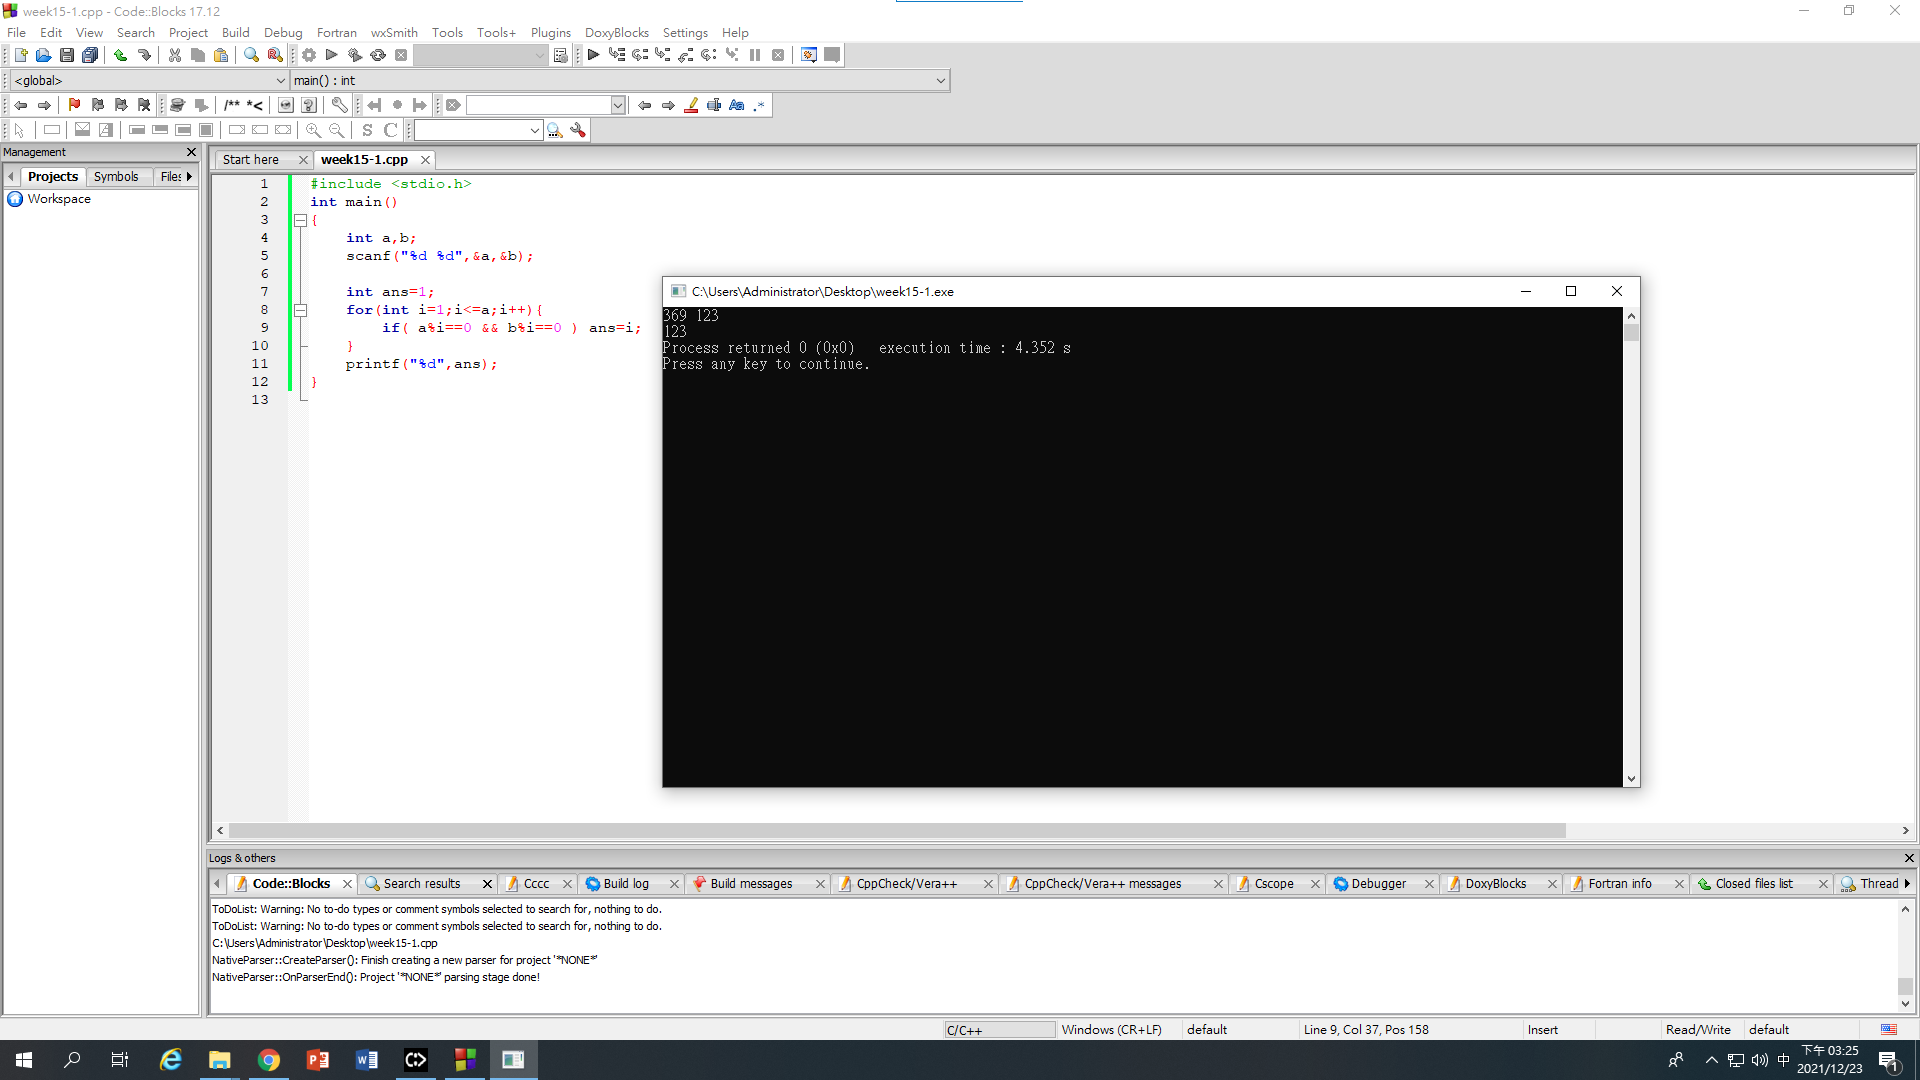 week15-1.cpp - Code::Blocks 17.12
File Edit View Search Project Build Debug Fortran wxSmith Tools Tools+ Plugins DoxyBlocks Settings Help
<global> main() : int
/** *< Aa .*
S C
Management
Projects Symbols Files
Workspace
Start here week15-1.cpp
1 #include <stdio.h>
2 int main()
3 {
4 int a,b;
5 scanf("%d %d",&a,&b);
6
7 int ans=1;
8 for(int i=1;i<=a;i++){
9 if( a%i==0 && b%i==0 ) ans=i;
10 }
11 printf("%d",ans);
12 }
13
C:\Users\Administrator\Desktop\week15-1.exe
369 123
123
Process returned 0 (0x0) execution time : 4.352 s
Press any key to continue.
Logs & others
Code::Blocks Search results Cccc Build log Build messages CppCheck/Vera++ CppCheck/Vera++ messages Cscope Debugger DoxyBlocks Fortran info Closed files list Thread
ToDoList: Warning: No to-do types or comment symbols selected to search for, nothing to do.
ToDoList: Warning: No to-do types or comment symbols selected to search for, nothing to do.
C:\Users\Administrator\Desktop\week15-1.cpp
NativeParser::CreateParser(): Finish creating a new parser for project '*NONE*'
NativeParser::OnParserEnd(): Project '*NONE*' parsing stage done!
C/C++ Windows (CR+LF) default Line 9, Col 37, Pos 158 Insert Read/Write default
中 下午 03:25
2021/12/23
1